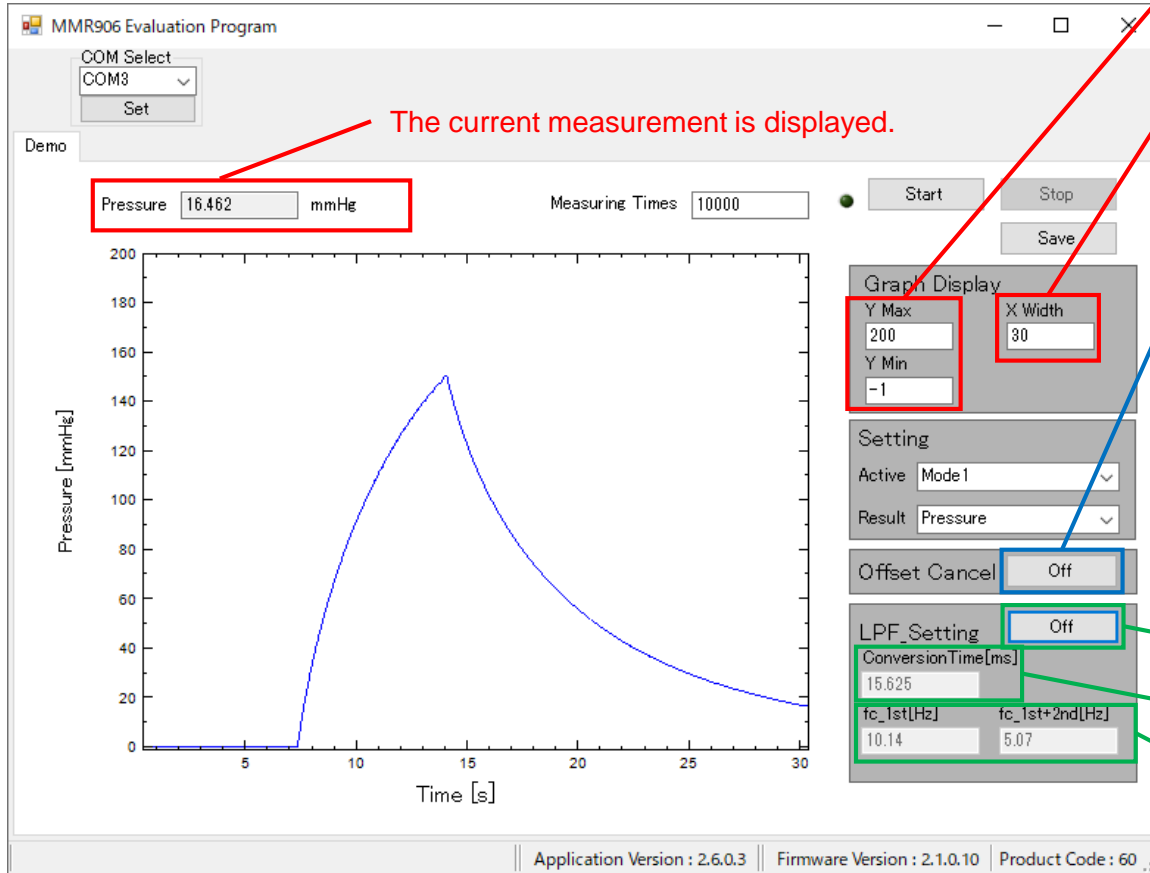 MMR906 Evaluation Program
COM Select
COM3
Set
The current measurement is displayed.
Demo
Pressure 16.462 mmHg
Measuring Times 10000
Start
Stop
Save
200
180
160
140
120
100
80
60
40
20
0
Pressure [mmHg]
5 10 15 20 25 30
Time [s]
Graph Display
Y Max X Width
200 30
Y Min
-1
Setting
Active Mode1
Result Pressure
Offset Cancel Off
LPF_Setting Off
ConversionTime[ms]
15.625
fc_1st[Hz] fc_1st+2nd[Hz]
10.14 5.07
Application Version : 2.6.0.3 Firmware Version : 2.1.0.10 Product Code : 60